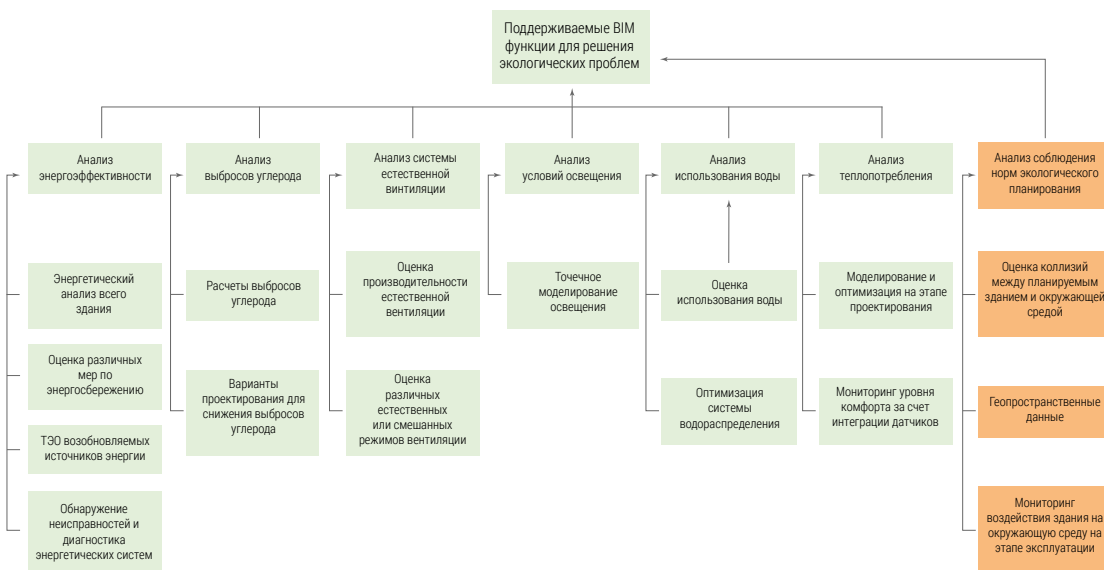 Поддерживаемые BIM
функции для решения
экологических проблем
Анализ
энергоэффективности
Анализ
выбросов углерода
Анализ системы
естественной
винтиляции
Анализ
условий освещения
Анализ
использования воды
Анализ
теплопотребления
Анализ соблюдения
норм экологического
планирования
Энергетический
анализ всего
здания
Расчеты выбросов
углерода
Оценка
производительности
естественной
вентиляции
Точечное
моделирование
освещения
Оценка
использования воды
Моделирование и
оптимизация на этапе
проектирования
Оценка коллизий
между планируемым
зданием и окружающей
средой
Оценка различных
мер по
энергосбережению
Варианты
проектирования для
снижения выбросов
углерода
Оценка
различных
естественных
или смешанных
режимов вентиляции
Оптимизация
системы
водораспределения
Мониторинг уровня
комфорта за счет
интеграции датчиков
Геопространственные
данные
ТЭО возобновляемых
источников энергии
Обнаружение
неисправностей и
диагностика
энергетических систем
Мониторинг
воздействия здания на
окружающую среду на
этапе эксплуатации